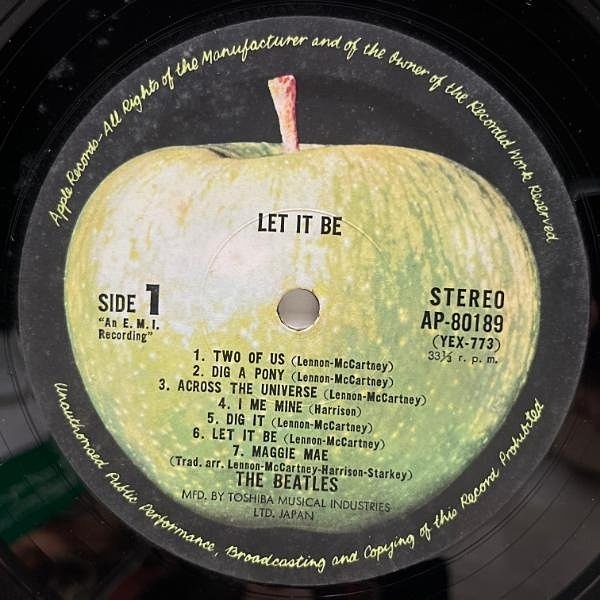 Apple Records-All Rights of the Manufacturer and of the Owner of the Recorded Work Reserved
LET IT BE
SIDE 1
"An E. M. I.
Recording"
STEREO
AP-80189
(YEX-773)
33⅓ r. p. m.
1. TWO OF US (Lennon-McCartney)
2. DIG A PONY (Lennon-McCartney)
3. ACROSS THE UNIVERSE (Lennon-McCartney)
4. I ME MINE (Harrison)
5. DIG IT (Lennon-McCartney)
6. LET IT BE (Lennon-McCartney)
7. MAGGIE MAE
(Trad. arr. Lennon-McCartney-Harrison-Starkey)
THE BEATLES
MFD. BY TOSHIBA MUSICAL INDUSTRIES
LTD. JAPAN
Unauthorised Public Performance, Broadcasting and Copying of this Record Prohibited